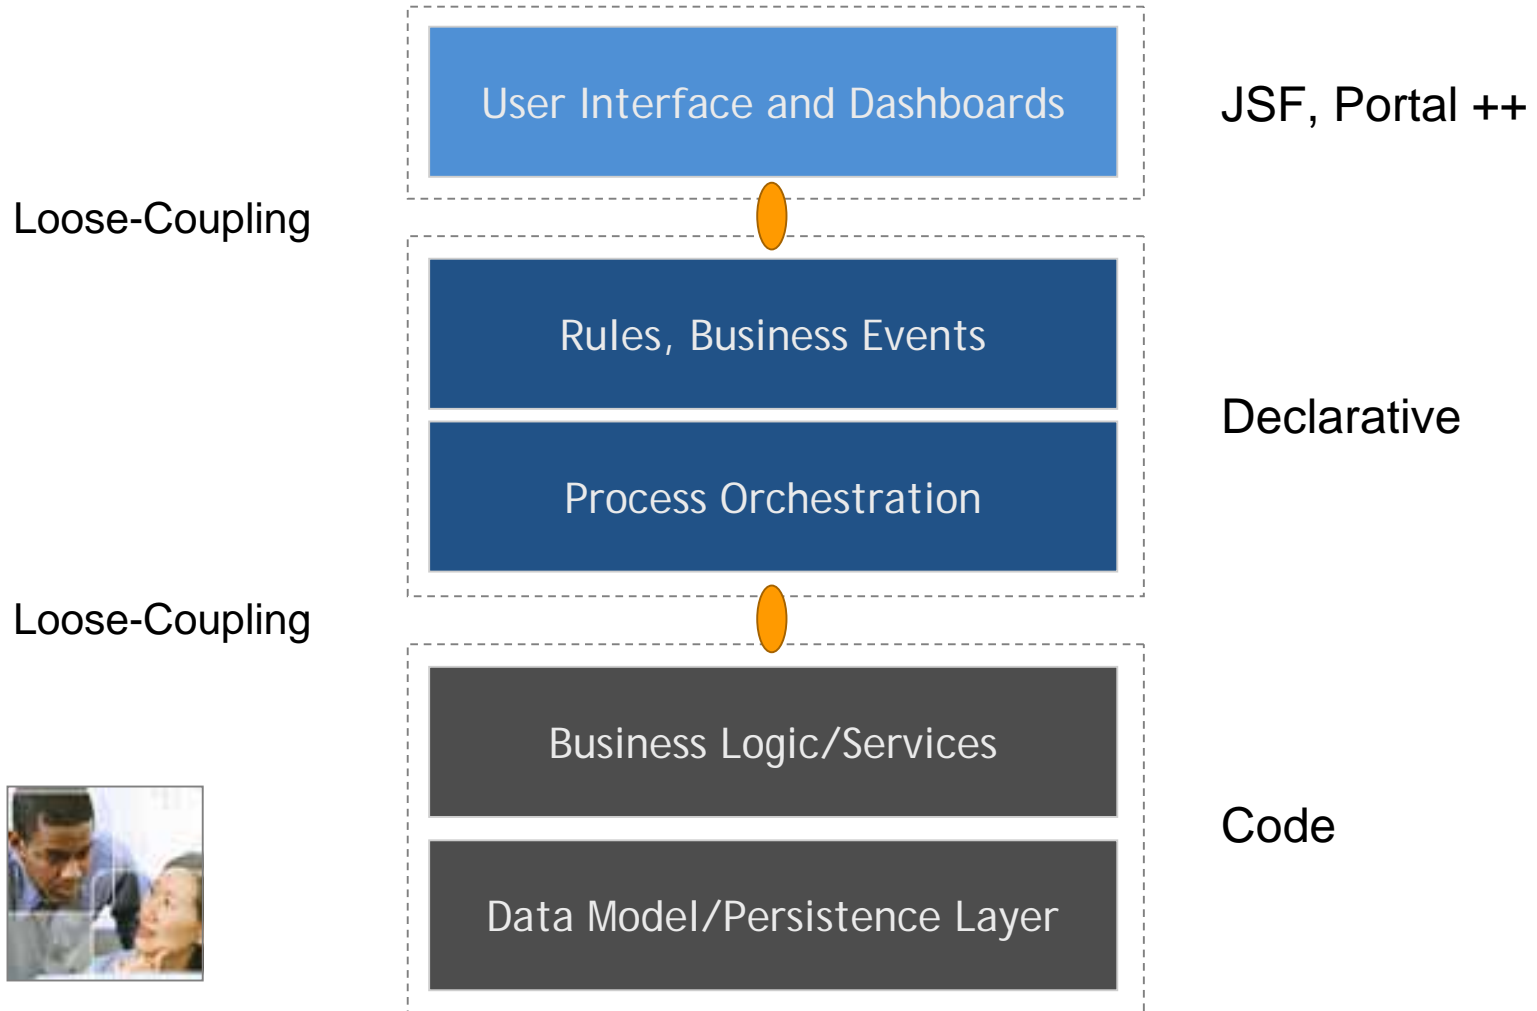 User Interface and Dashboards
JSF, Portal ++
Loose-Coupling
Rules, Business Events
Declarative
Process Orchestration
Loose-Coupling
Business Logic/Services
Code
Data Model/Persistence Layer